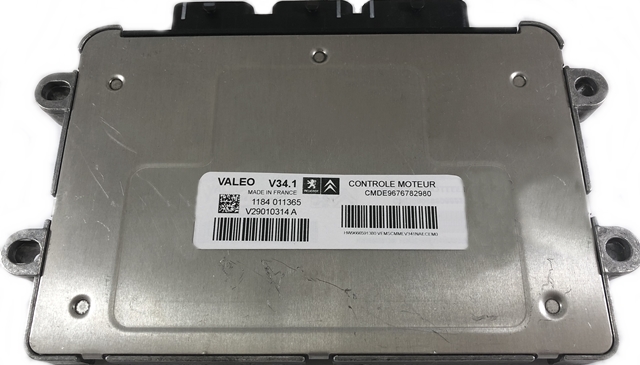 VALEO V34.1 CONTROLE MOTEUR
MADE IN FRANCE CMDE9676782980
1184 011365
V29010314 A